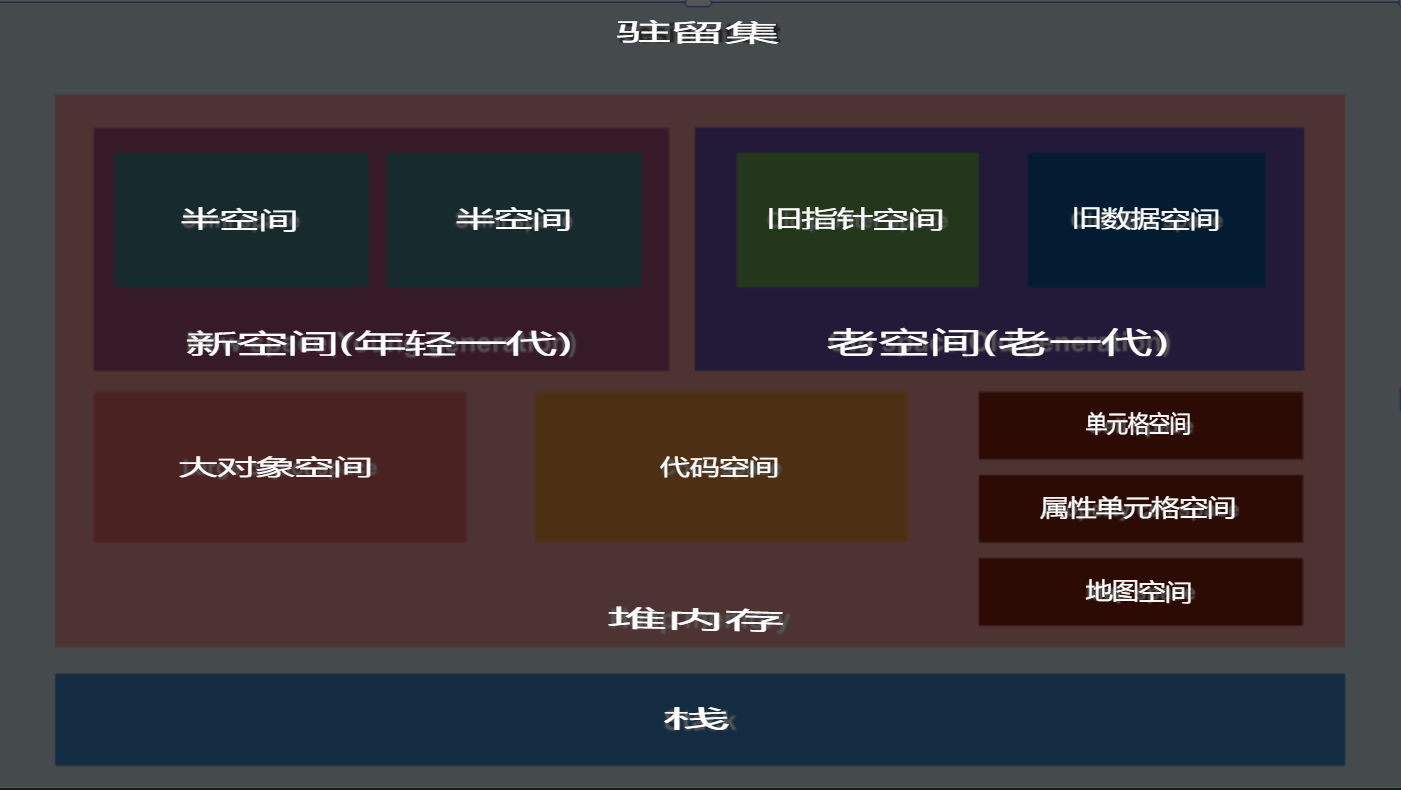 驻留集
半空间
半空间
旧指针空间
旧数据空间
新空间(年轻一代)
老空间(老一代)
大对象空间
代码空间
单元格空间
属性单元格空间
地图空间
堆内存
栈